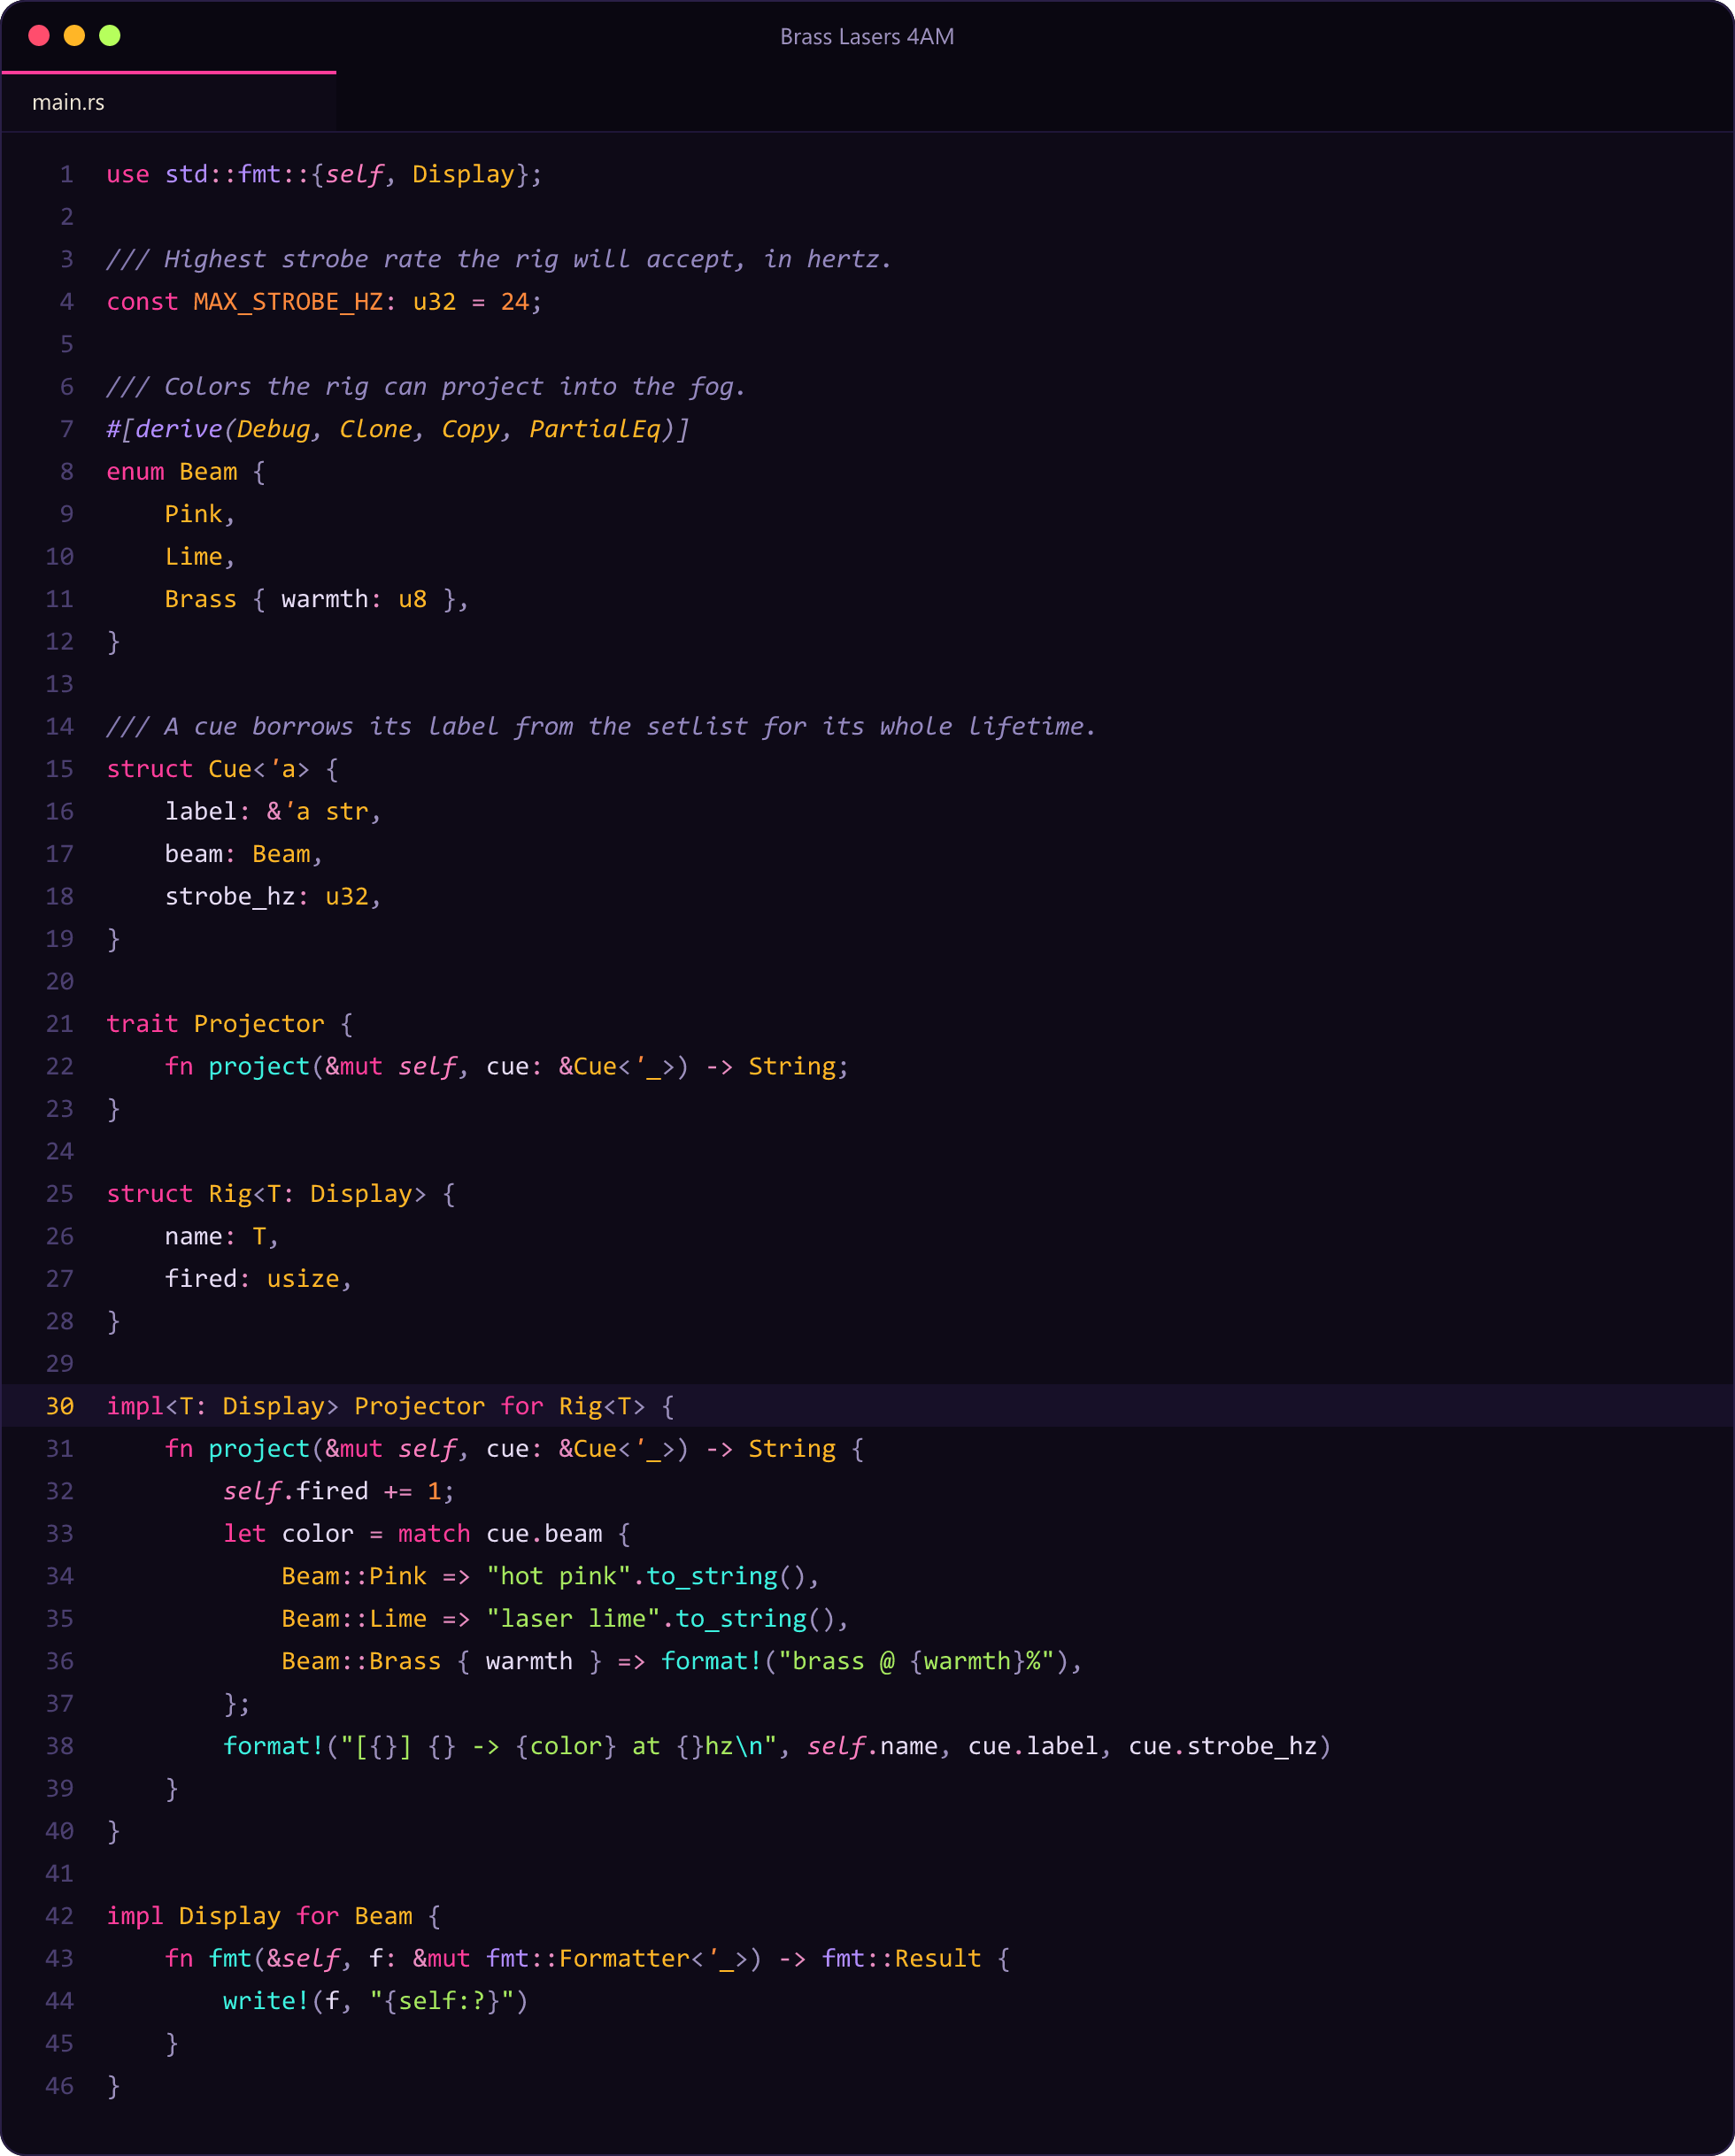 Brass Lasers 4AM
main.rs
1 use std::fmt::{self, Display};
2
3 /// Highest strobe rate the rig will accept, in hertz.
4 const MAX_STROBE_HZ: u32 = 24;
5
6 /// Colors the rig can project into the fog.
7 #[derive(Debug, Clone, Copy, PartialEq)]
8 enum Beam {
9     Pink,
10     Lime,
11     Brass { warmth: u8 },
12 }
13
14 /// A cue borrows its label from the setlist for its whole lifetime.
15 struct Cue<'a> {
16     label: &'a str,
17     beam: Beam,
18     strobe_hz: u32,
19 }
20
21 trait Projector {
22     fn project(&mut self, cue: &Cue<'_>) -> String;
23 }
24
25 struct Rig<T: Display> {
26     name: T,
27     fired: usize,
28 }
29
30 impl<T: Display> Projector for Rig<T> {
31     fn project(&mut self, cue: &Cue<'_>) -> String {
32         self.fired += 1;
33         let color = match cue.beam {
34             Beam::Pink => "hot pink".to_string(),
35             Beam::Lime => "laser lime".to_string(),
36             Beam::Brass { warmth } => format!("brass @ {warmth}%"),
37         };
38         format!("[{}] {} -> {color} at {}hz\n", self.name, cue.label, cue.strobe_hz)
39     }
40 }
41
42 impl Display for Beam {
43     fn fmt(&self, f: &mut fmt::Formatter<'_>) -> fmt::Result {
44         write!(f, "{self:?}")
45     }
46 }